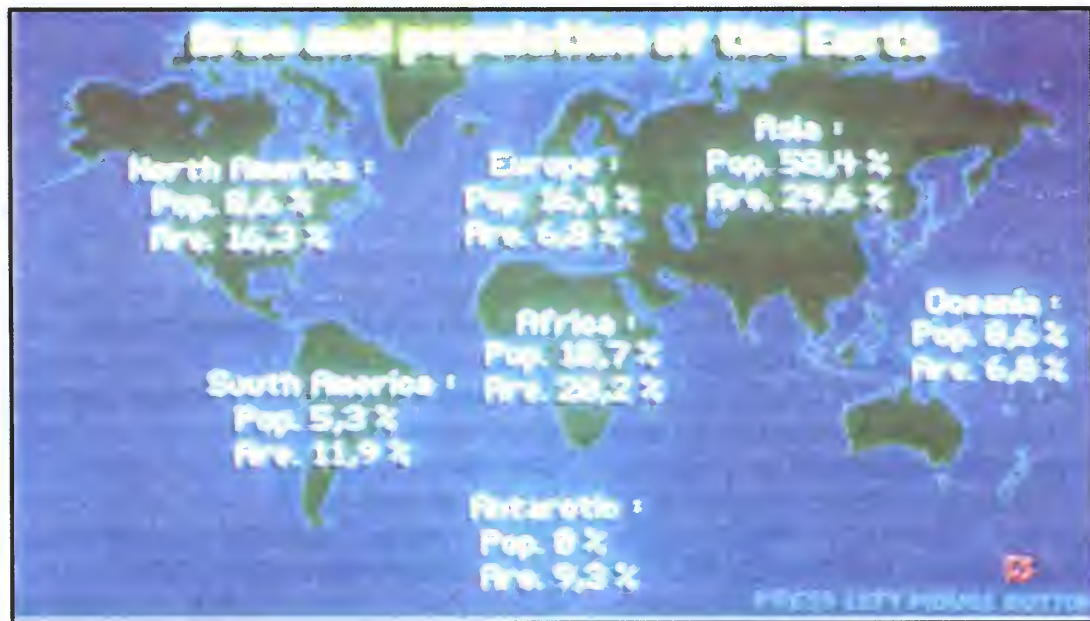 Area and population of the Earth
North America :
Pop. 8,6 %
Are. 16,3 %
Europe :
Pop. 16,4 %
Are. 6,8 %
Asia :
Pop. 58,4 %
Are. 29,6 %
Africa :
Pop. 10,7 %
Are. 20,2 %
Oceania :
Pop. 0,6 %
Are. 6,8 %
South America :
Pop. 5,3 %
Are. 11,9 %
Antarctic :
Pop. 0 %
Are. 9,3 %
PRESS LEFT MOUSE BUTTON